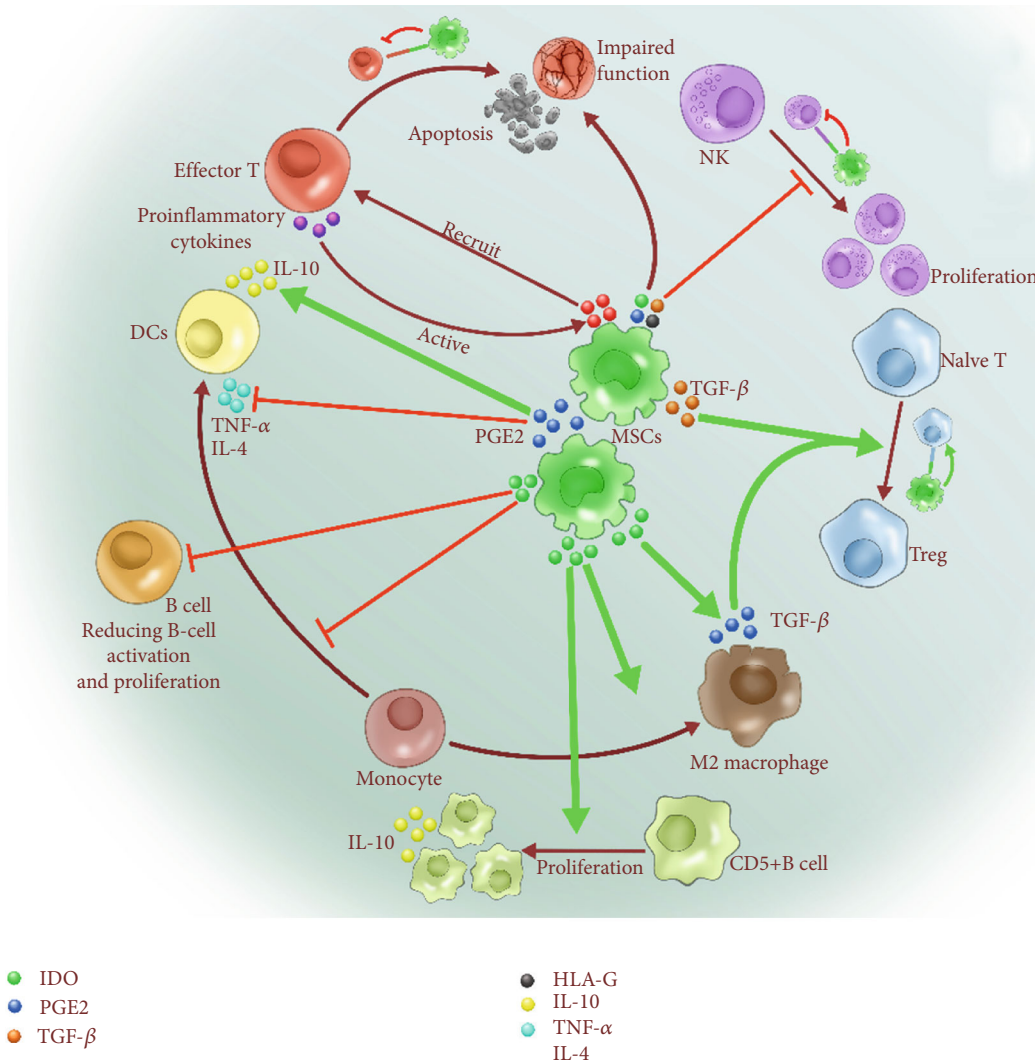 Impaired
function
Apoptosis
NK
Effector T
Proinflammatory
cytokines
Recruit
Proliferation
IL-10
DCs
Active
Nalve T
TNF-α
IL-4
PGE2
MSCs
TGF-β
Treg
B cell
Reducing B-cell
activation
and proliferation
TGF-β
M2 macrophage
Monocyte
IL-10
Proliferation
CD5+B cell
IDO
PGE2
TGF-β
HLA-G
IL-10
TNF-α
IL-4